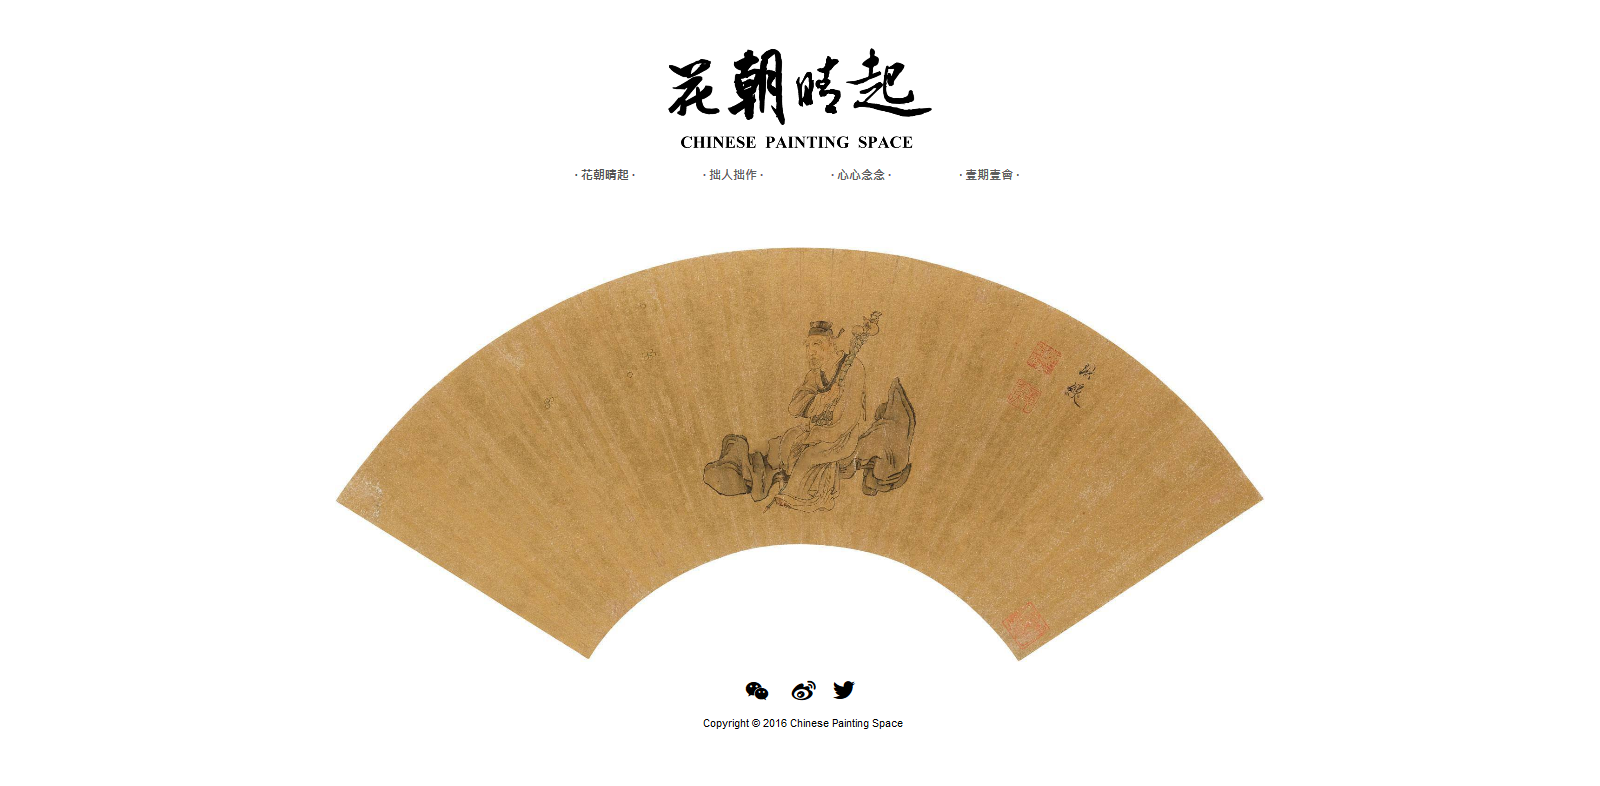 花朝晴起
CHINESE PAINTING SPACE
· 花朝晴起 · · 拙人拙作 · · 心心念念 · · 壹期壹會 ·
Copyright © 2016 Chinese Painting Space